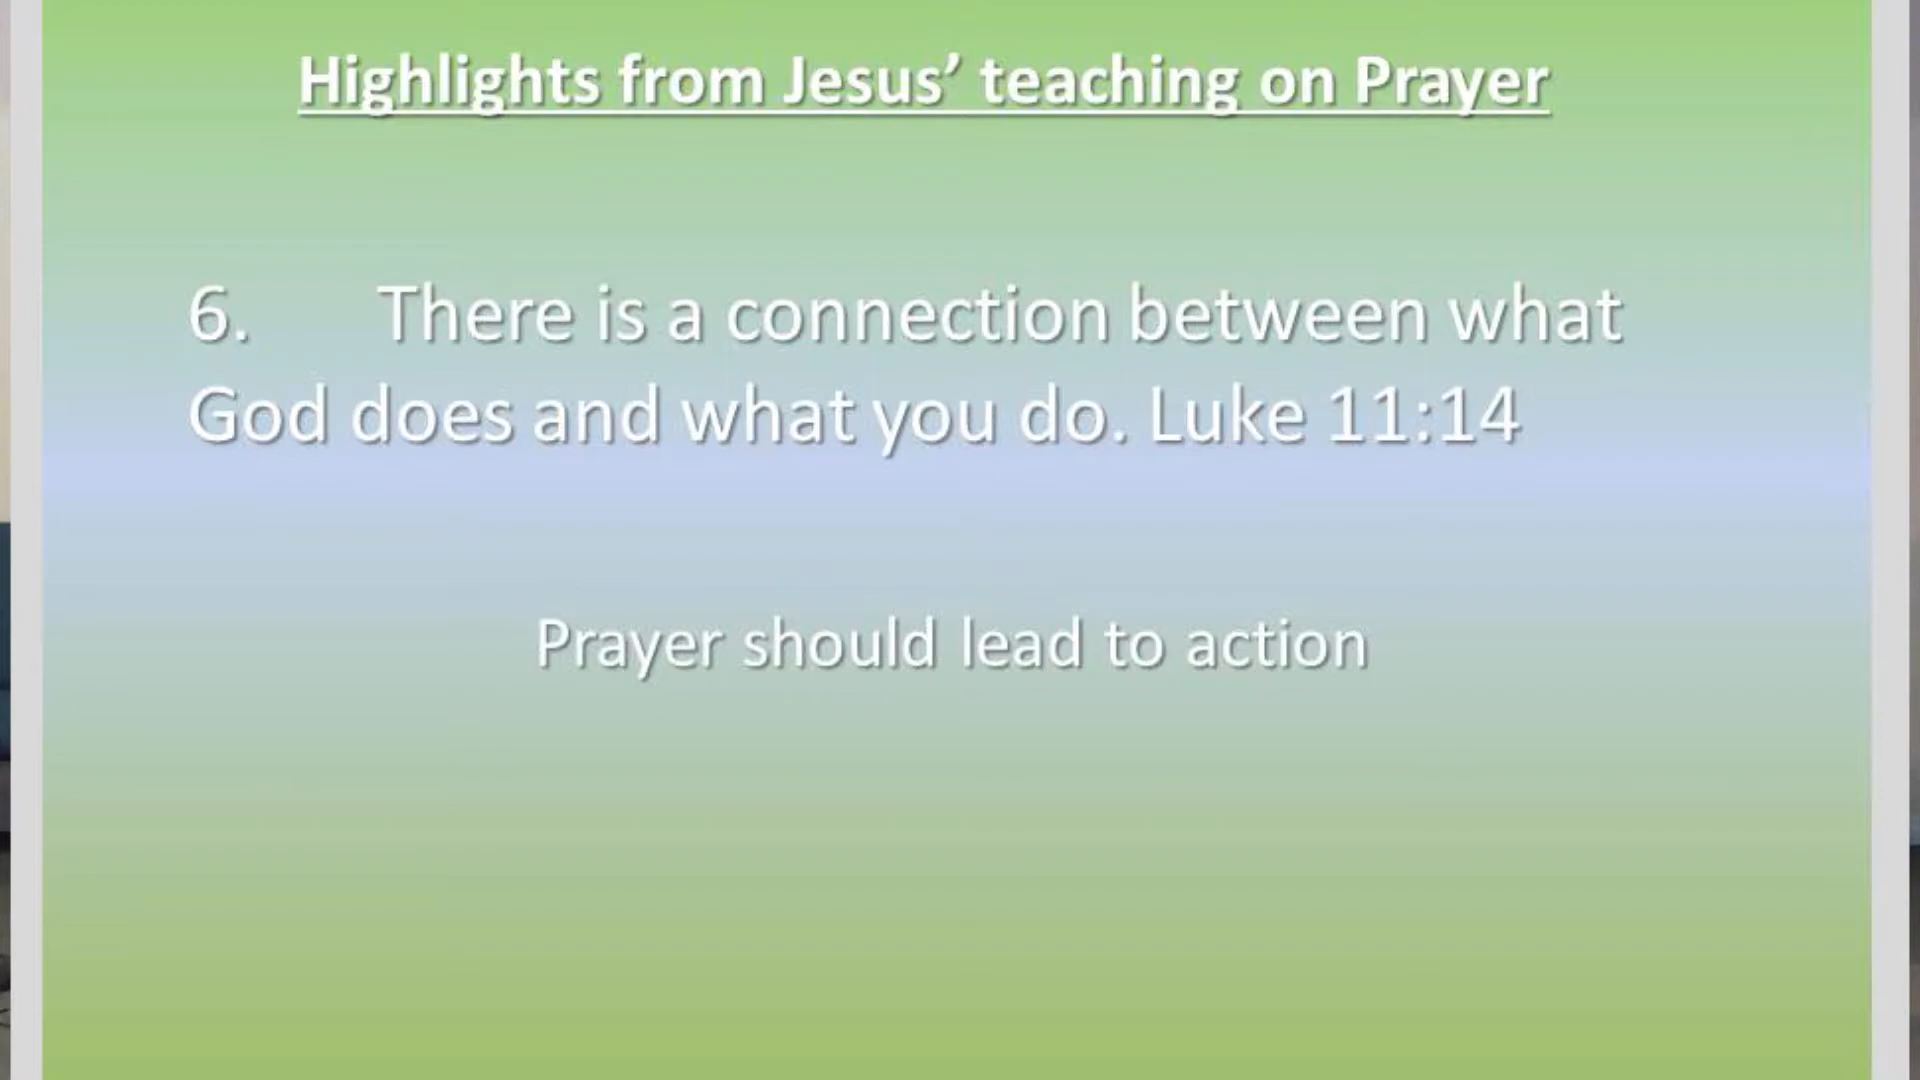 Highlights from Jesus’ teaching on Prayer
6. There is a connection between what
God does and what you do. Luke 11:14
Prayer should lead to action